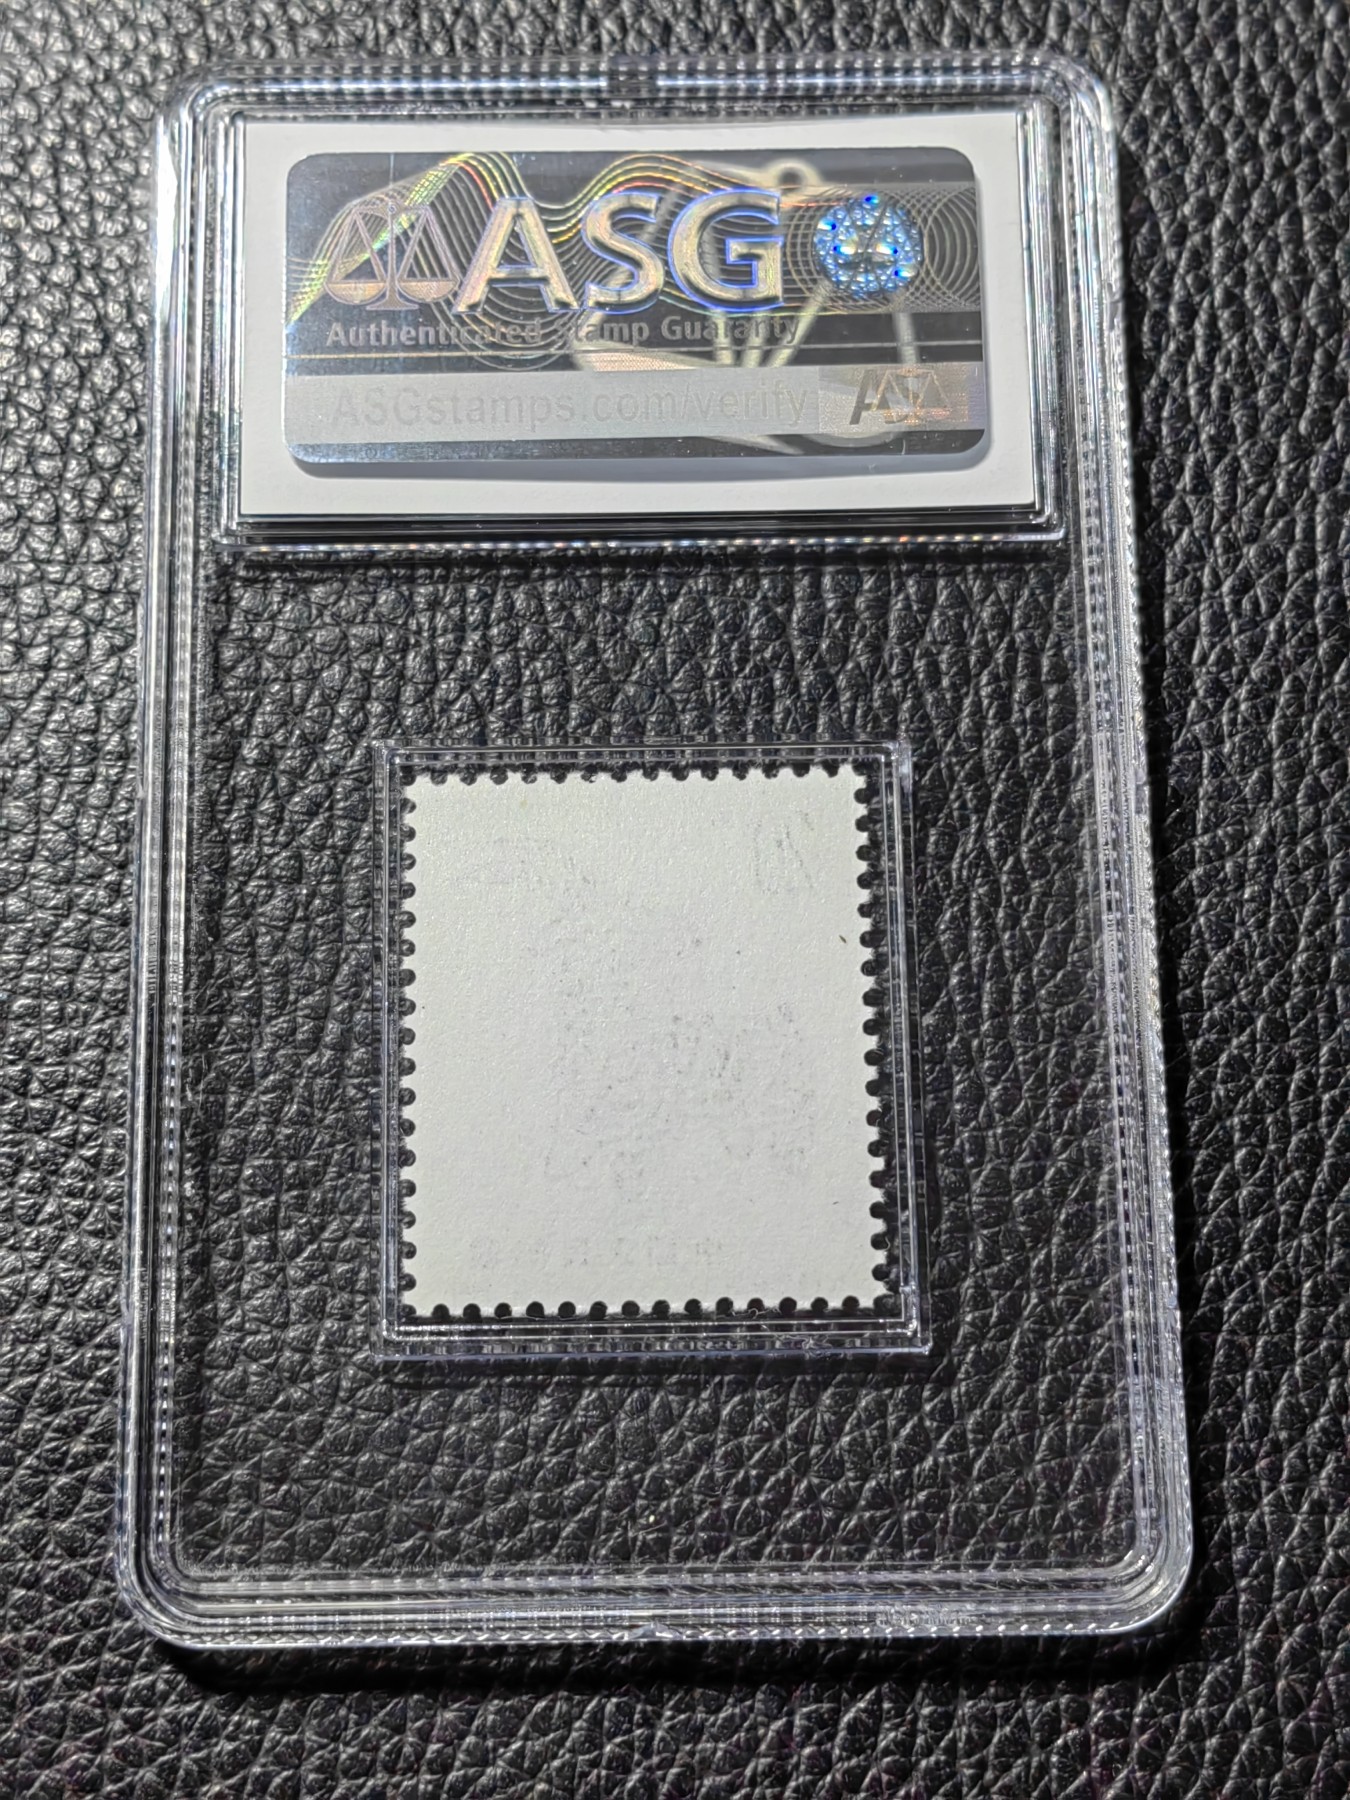 ASG
Authenticated Stamp Guaranty
ASGstamps.com/verify